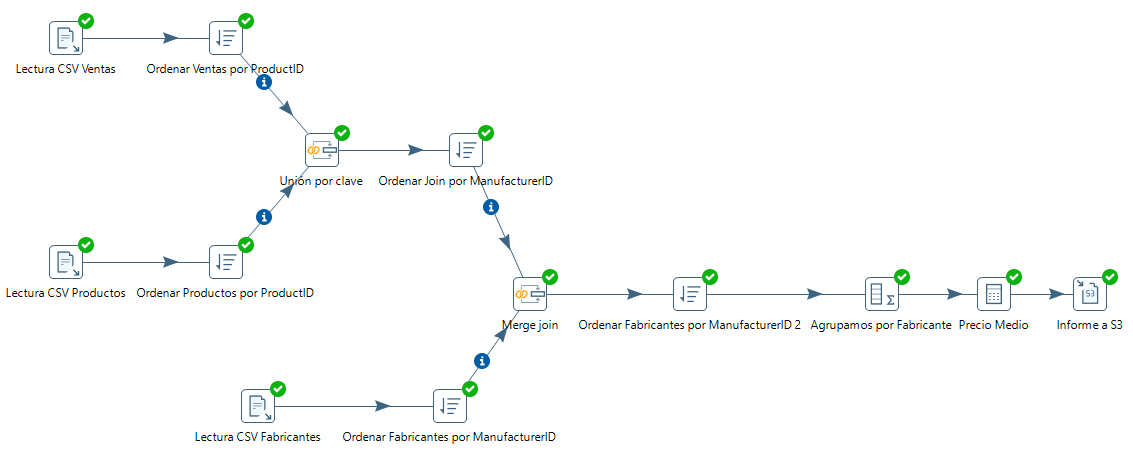 Lectura CSV Ventas
Ordenar Ventas por ProductID
Unión por clave
Ordenar Join por ManufacturerID
Lectura CSV Productos
Ordenar Productos por ProductID
Merge join
Ordenar Fabricantes por ManufacturerID 2
Agrupamos por Fabricante
Precio Medio
S3
Informe a S3
Lectura CSV Fabricantes
Ordenar Fabricantes por ManufacturerID